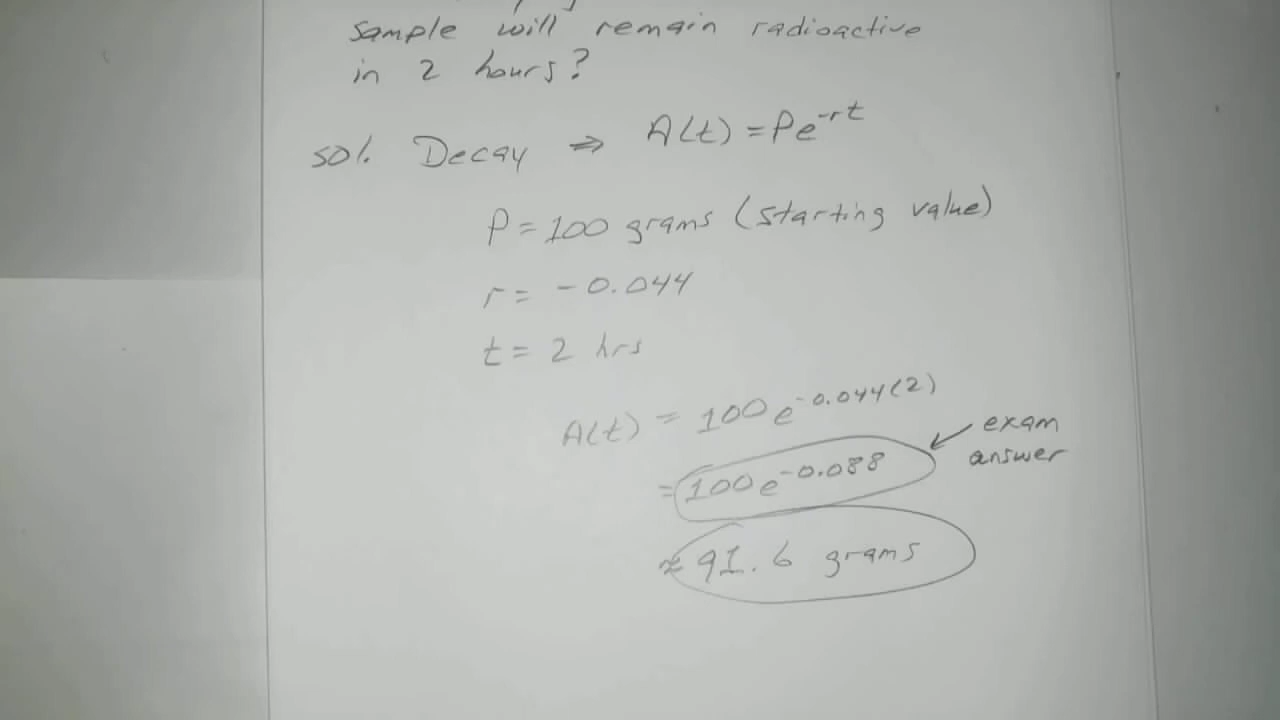 sample will remain radioactive
in 2 hours?
sol. Decay ⇒ A(t) = Pe^-rt
P = 100 grams (starting value)
r = -0.044
t = 2 hrs
A(t) = 100e^-0.044(2)
= 100e^-0.088
exam
answer
≈ 91.6 grams